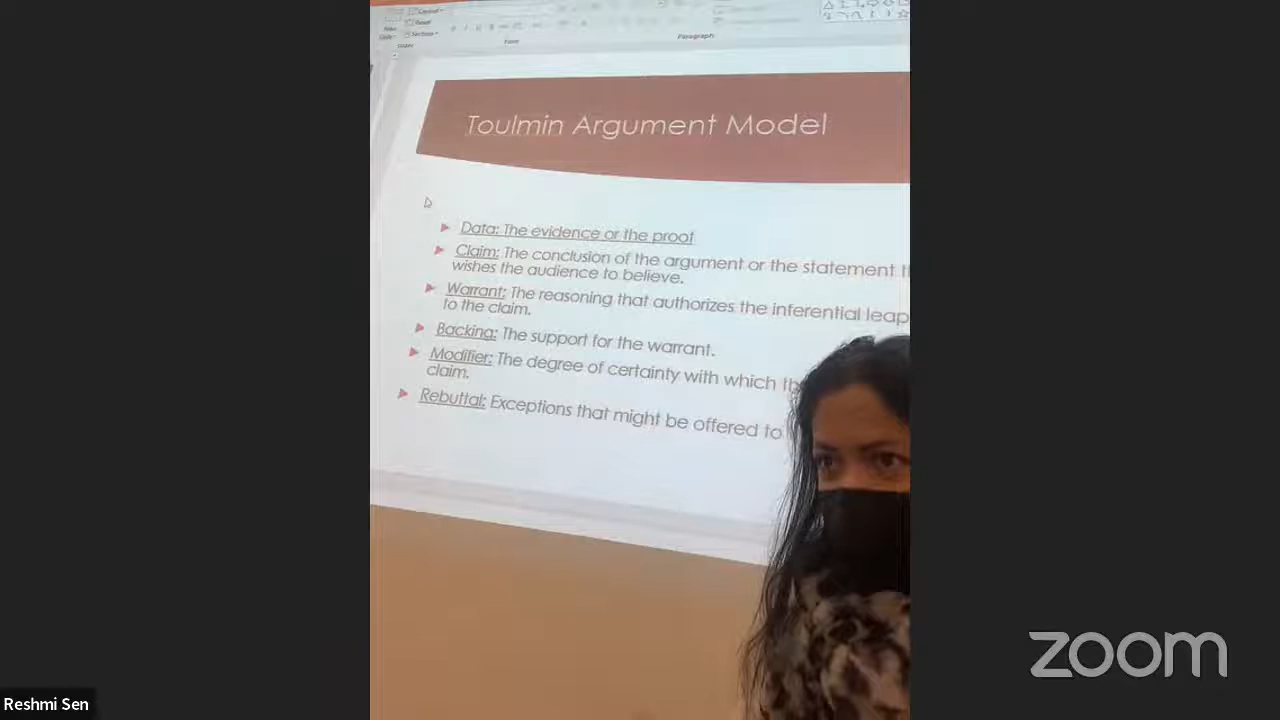 Paragraph
Toulmin Argument Model
Data: The evidence or the proof
Claim: The conclusion of the argument or the statement
wishes the audience to believe.
Warrant: The reasoning that authorizes the inferential leap
to the claim.
Backing: The support for the warrant.
Modifier: The degree of certainty with which
claim.
Rebuttal: Exceptions that might be offered to
zoom
Reshmi Sen